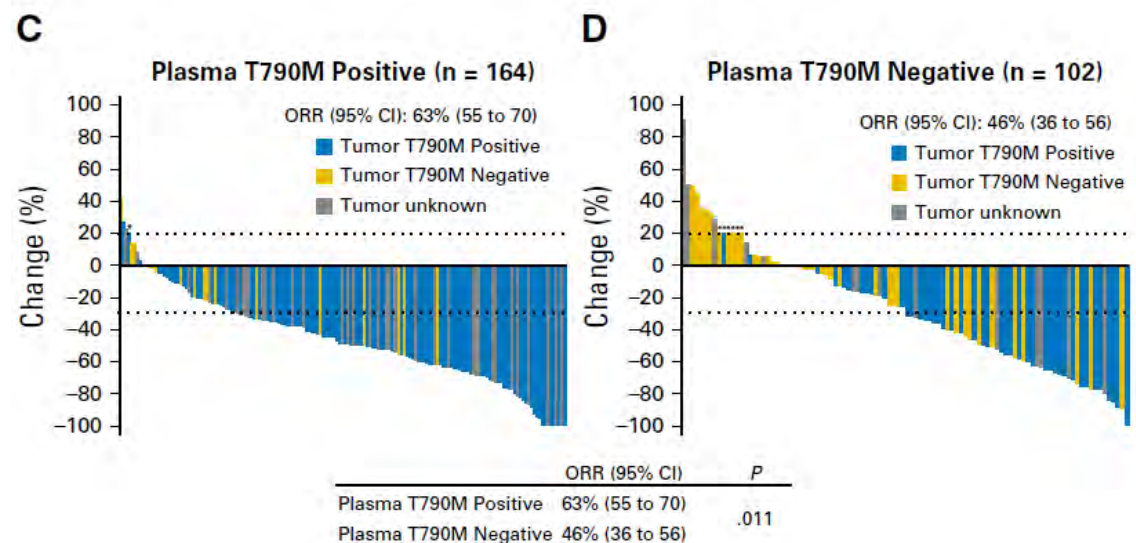 C
Plasma T790M Positive (n = 164)
ORR (95% CI): 63% (55 to 70)
Tumor T790M Positive
Tumor T790M Negative
Tumor unknown
Change (%)
100
80
60
40
20
0
–20
–40
–60
–80
–100
*
D
Plasma T790M Negative (n = 102)
ORR (95% CI): 46% (36 to 56)
Tumor T790M Positive
Tumor T790M Negative
Tumor unknown
Change (%)
100
80
60
40
20
0
–20
–40
–60
–80
–100
******
ORR (95% CI) P
Plasma T790M Positive 63% (55 to 70)
.011
Plasma T790M Negative 46% (36 to 56)